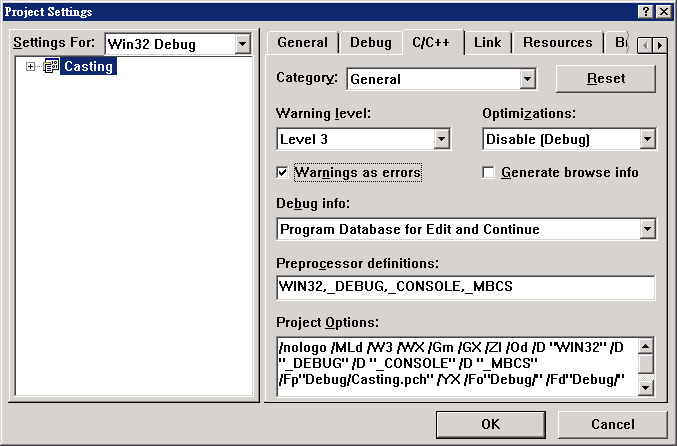 Project Settings
Settings For: Win32 Debug
Casting
General Debug C/C++ Link Resources
Category: General Reset
Warning level: Optimizations:
Level 3 Disable (Debug)
Warnings as errors Generate browse info
Debug info:
Program Database for Edit and Continue
Preprocessor definitions:
WIN32,_DEBUG,_CONSOLE,_MBCS
Project Options:
/nologo /MLd /W3 /WX /Gm /GX /ZI /Od /D "WIN32" /D
"_DEBUG" /D "_CONSOLE" /D "_MBCS"
/Fp"Debug/Casting.pch" /YX /Fo"Debug/" /Fd"Debug/"
OK Cancel